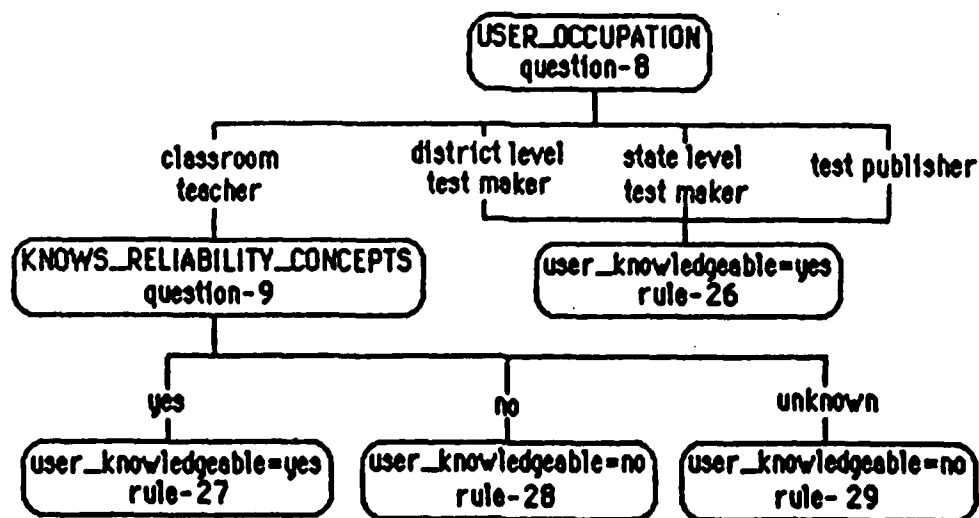 USER_OCCUPATION
question-8
classroom
teacher
district level
test maker
state level
test maker
test publisher
KNOWS_RELIABILITY_CONCEPTS
question-9
user_knowledgeable=yes
rule-26
yes
no
unknown
user_knowledgeable=yes
rule-27
user_knowledgeable=no
rule-28
user_knowledgeable=no
rule-29